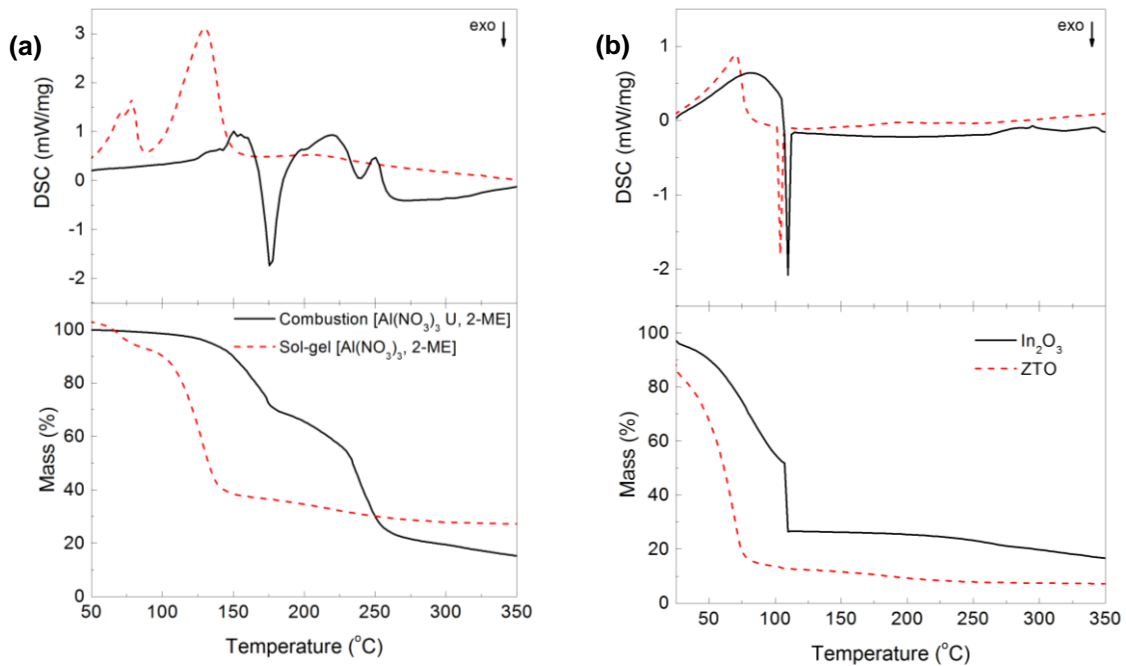 (a)
exo
DSC (mW/mg)
3
2
1
0
-1
-2
Combustion [Al(NO3)3 U, 2-ME]
Sol-gel [Al(NO3)3, 2-ME]
Mass (%)
100
80
60
40
20
0
50 100 150 200 250 300 350
Temperature (°C)
(b)
exo
DSC (mW/mg)
1
0
-1
-2
In2O3
ZTO
Mass (%)
100
80
60
40
20
0
50 100 150 200 250 300 350
Temperature (°C)